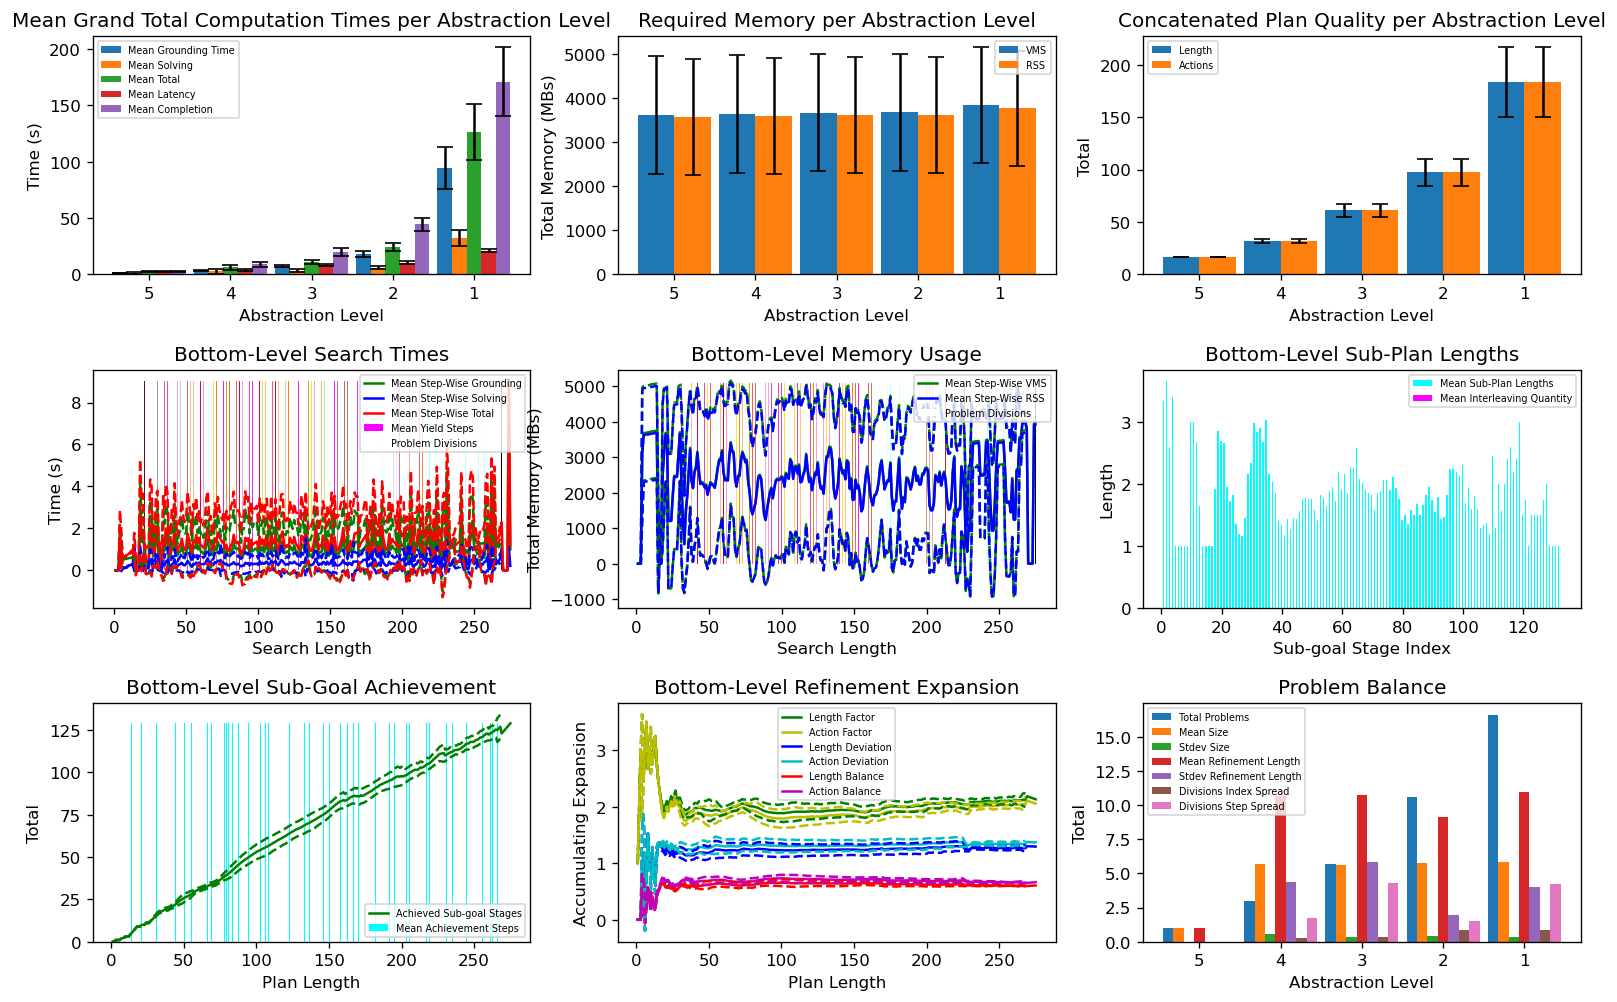 Mean Grand Total Computation Times per Abstraction Level
Time (s)
200
150
100
50
0
Mean Grounding Time
Mean Solving
Mean Total
Mean Latency
Mean Completion
5 4 3 2 1
Abstraction Level
Required Memory per Abstraction Level
Total Memory (MBs)
5000
4000
3000
2000
1000
0
VMS
RSS
5 4 3 2 1
Abstraction Level
Concatenated Plan Quality per Abstraction Level
Total
200
150
100
50
0
Length
Actions
5 4 3 2 1
Abstraction Level
Bottom-Level Search Times
Time (s)
8
6
4
2
0
Mean Step-Wise Grounding
Mean Step-Wise Solving
Mean Step-Wise Total
Mean Yield Steps
Problem Divisions
0 50 100 150 200 250
Search Length
Bottom-Level Memory Usage
Total Memory (MBs)
5000
4000
3000
2000
1000
0
−1000
Mean Step-Wise VMS
Mean Step-Wise RSS
Problem Divisions
0 50 100 150 200 250
Search Length
Bottom-Level Sub-Plan Lengths
Length
3
2
1
0
Mean Sub-Plan Lengths
Mean Interleaving Quantity
0 20 40 60 80 100 120
Sub-goal Stage Index
Bottom-Level Sub-Goal Achievement
Total
125
100
75
50
25
0
Achieved Sub-goal Stages
Mean Achievement Steps
0 50 100 150 200 250
Plan Length
Bottom-Level Refinement Expansion
Accumulating Expansion
3
2
1
0
Length Factor
Action Factor
Length Deviation
Action Deviation
Length Balance
Action Balance
0 50 100 150 200 250
Plan Length
Problem Balance
Total
15.0
12.5
10.0
7.5
5.0
2.5
0.0
Total Problems
Mean Size
Stdev Size
Mean Refinement Length
Stdev Refinement Length
Divisions Index Spread
Divisions Step Spread
5 4 3 2 1
Abstraction Level